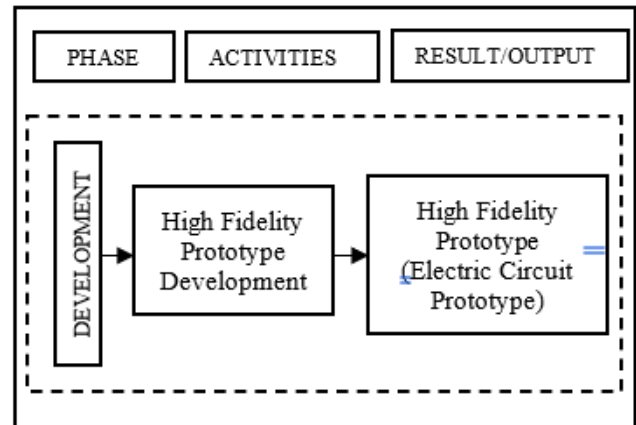 PHASE
ACTIVITIES
RESULT/OUTPUT
DEVELOPMENT
High Fidelity
Prototype
Development
High Fidelity
Prototype
(Electric Circuit
Prototype)